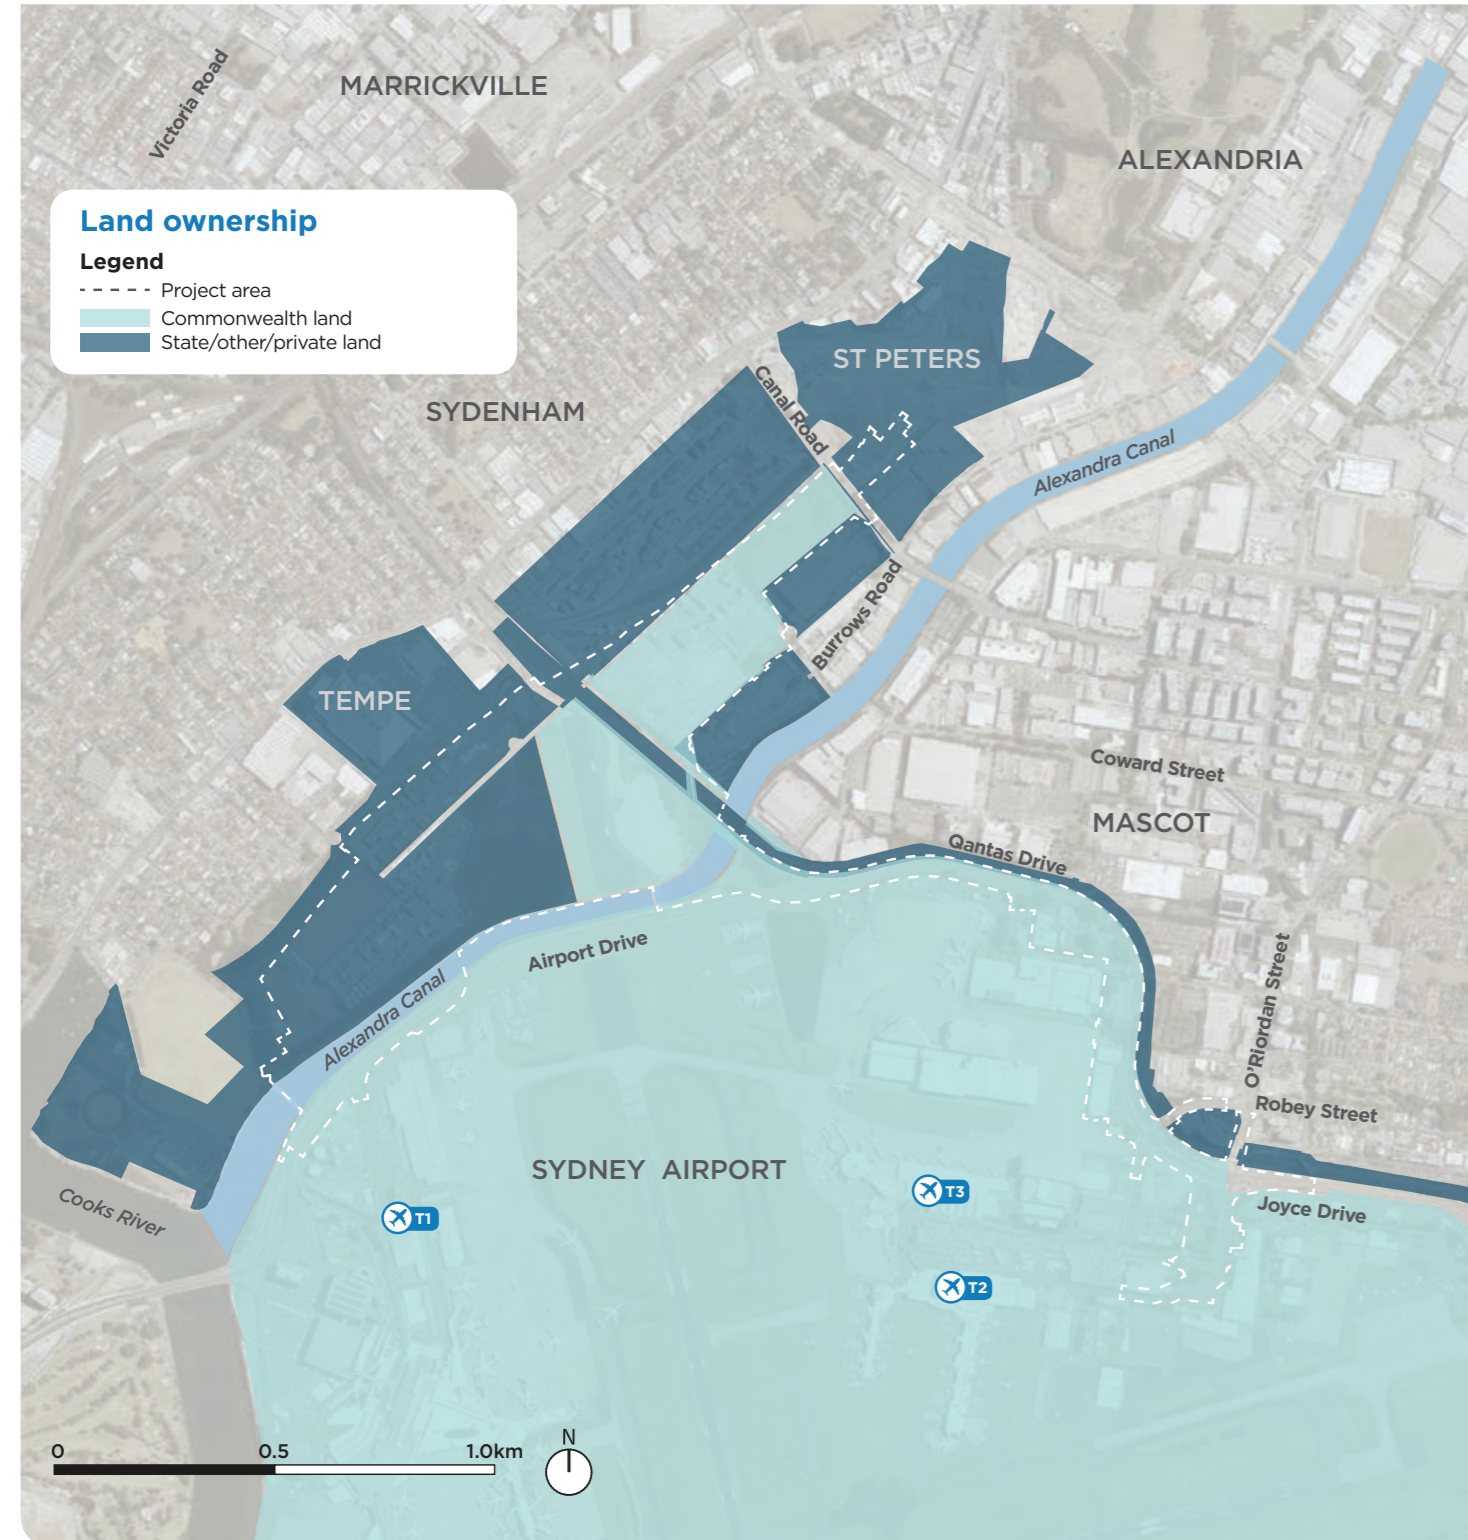 Victoria Road
MARRICKVILLE
ALEXANDRIA
Land ownership
Legend
Project area
Commonwealth land
State/other/private land
ST PETERS
Canal Road
SYDENHAM
Alexandra Canal
Burrows Road
TEMPE
Coward Street
MASCOT
Qantas Drive
Airport Drive
Alexandra Canal
O'Riordan Street
Robey Street
SYDNEY AIRPORT
T3
T1
Cooks River
Joyce Drive
T2
0 0.5 1.0km
N